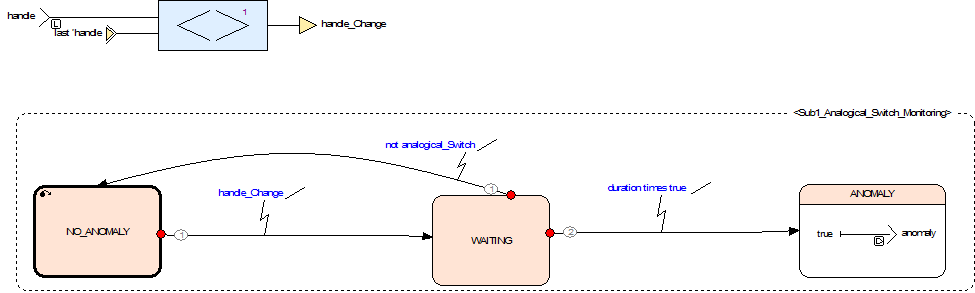 handle
L
last 'handle
1
handle_Change
<Sub1_Analogical_Switch_Monitoring>
not analogical_Switch
handle_Change
duration times true
NO_ANOMALY
1
1
WAITING
2
ANOMALY
true
D
anomaly